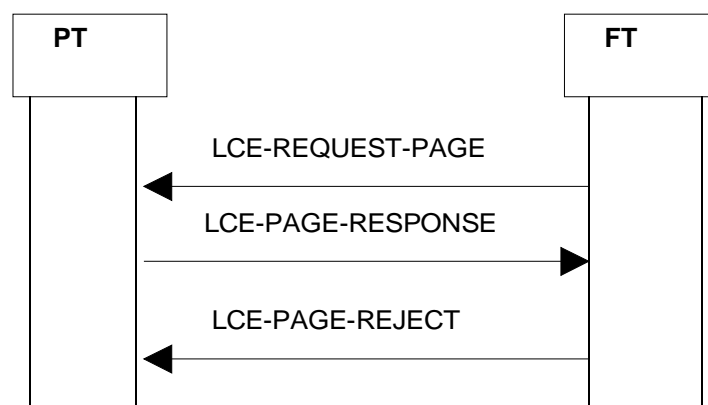 PT
FT
LCE-REQUEST-PAGE
LCE-PAGE-RESPONSE
LCE-PAGE-REJECT